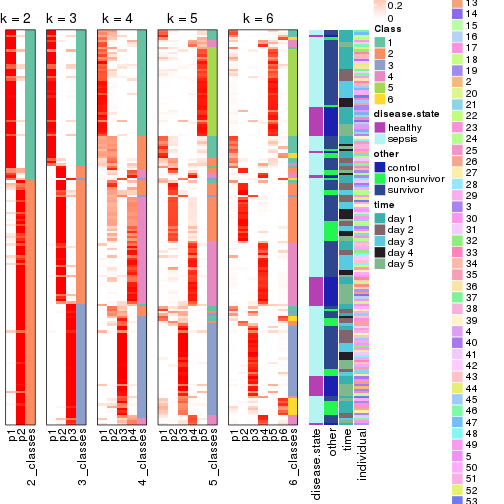 k = 2
k = 3
k = 4
k = 5
k = 6
p1
p2
2_classes
p1
p2
p3
3_classes
p1
p2
p3
p4
4_classes
p1
p2
p3
p4
p5
5_classes
p1
p2
p3
p4
p5
p6
6_classes
disease.state
other
time
individual
0.2
0
Class
1
2
3
4
5
6
disease.state
healthy
sepsis
other
control
non-survivor
survivor
time
day 1
day 2
day 3
day 4
day 5
13
14
15
16
17
18
19
2
20
21
22
23
24
25
26
27
28
29
3
30
31
32
33
34
35
36
37
38
39
4
40
41
42
43
44
45
46
47
48
49
5
50
51
52
53